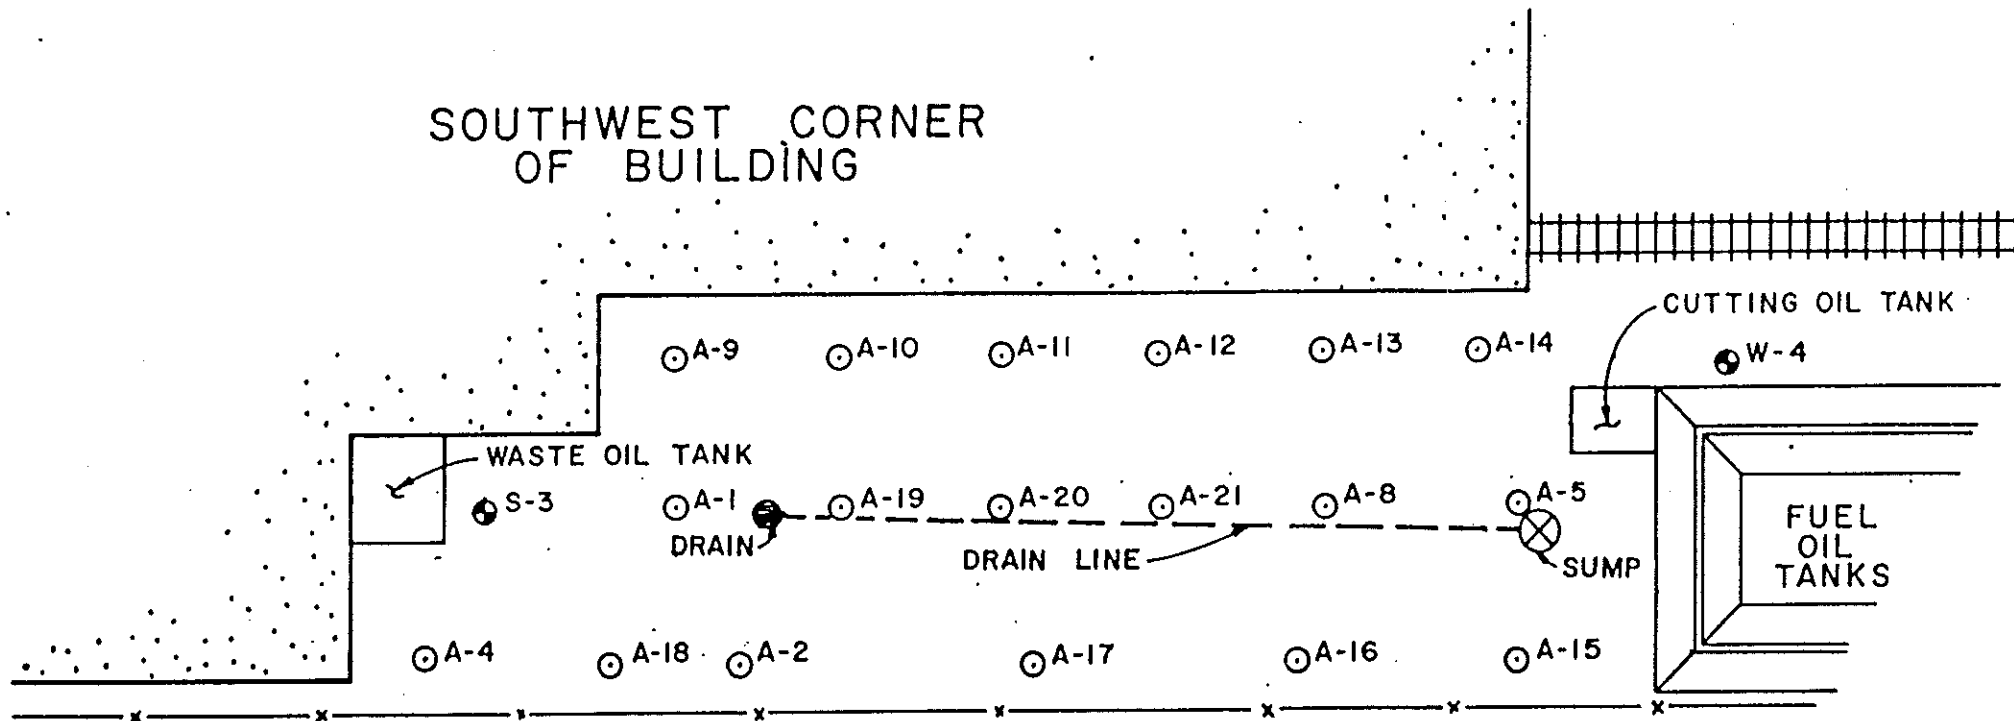 SOUTHWEST CORNER
OF BUILDING
CUTTING OIL TANK
A-9
A-10
A-11
A-12
A-13
A-14
W-4
WASTE OIL TANK
S-3
A-1
A-19
A-20
A-21
A-8
A-5
DRAIN
DRAIN LINE
SUMP
FUEL
OIL
TANKS
A-4
A-18
A-2
A-17
A-16
A-15